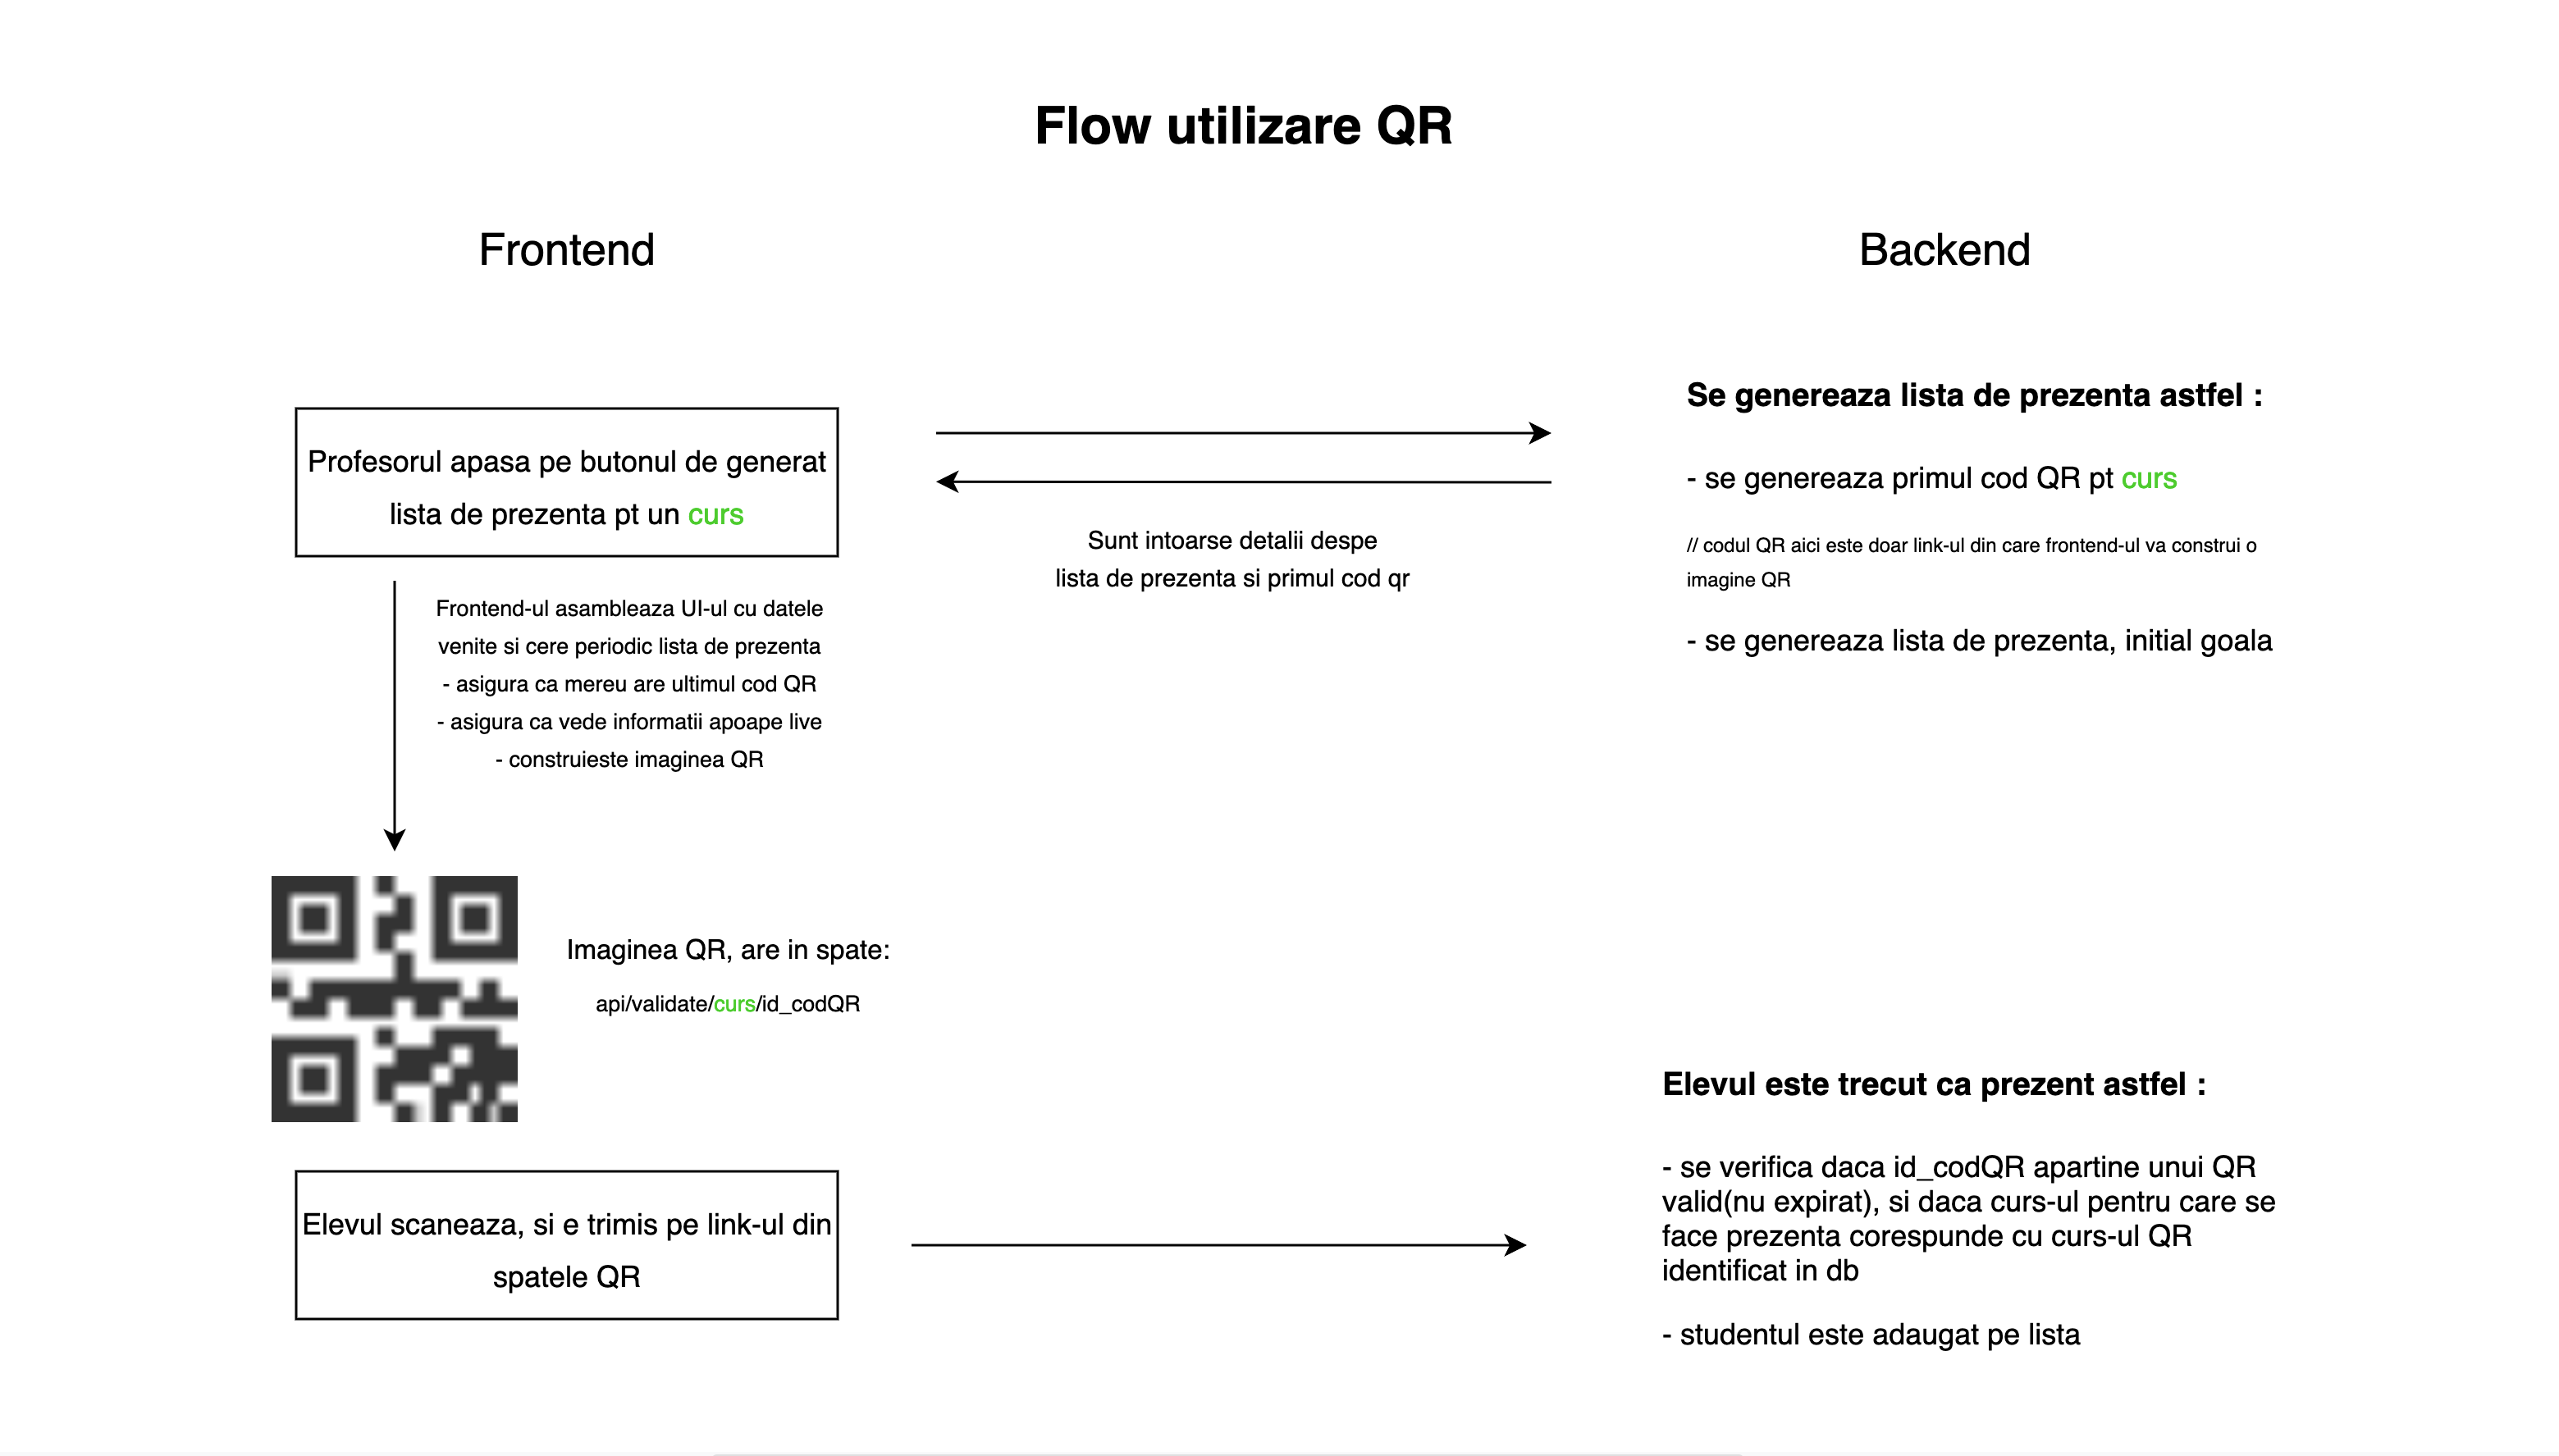 Flow utilizare QR
Frontend
Backend
Profesorul apasa pe butonul de generat
lista de prezenta pt un curs
Sunt intoarse detalii despe
lista de prezenta si primul cod qr
Se genereaza lista de prezenta astfel :
- se genereaza primul cod QR pt curs
// codul QR aici este doar link-ul din care frontend-ul va construi o
imagine QR
- se genereaza lista de prezenta, initial goala
Frontend-ul asambleaza UI-ul cu datele
venite si cere periodic lista de prezenta
- asigura ca mereu are ultimul cod QR
- asigura ca vede informatii apoape live
- construieste imaginea QR
Imaginea QR, are in spate:
api/validate/curs/id_codQR
Elevul scaneaza, si e trimis pe link-ul din
spatele QR
Elevul este trecut ca prezent astfel :
- se verifica daca id_codQR apartine unui QR
valid(nu expirat), si daca curs-ul pentru care se
face prezenta corespunde cu curs-ul QR
identificat in db
- studentul este adaugat pe lista